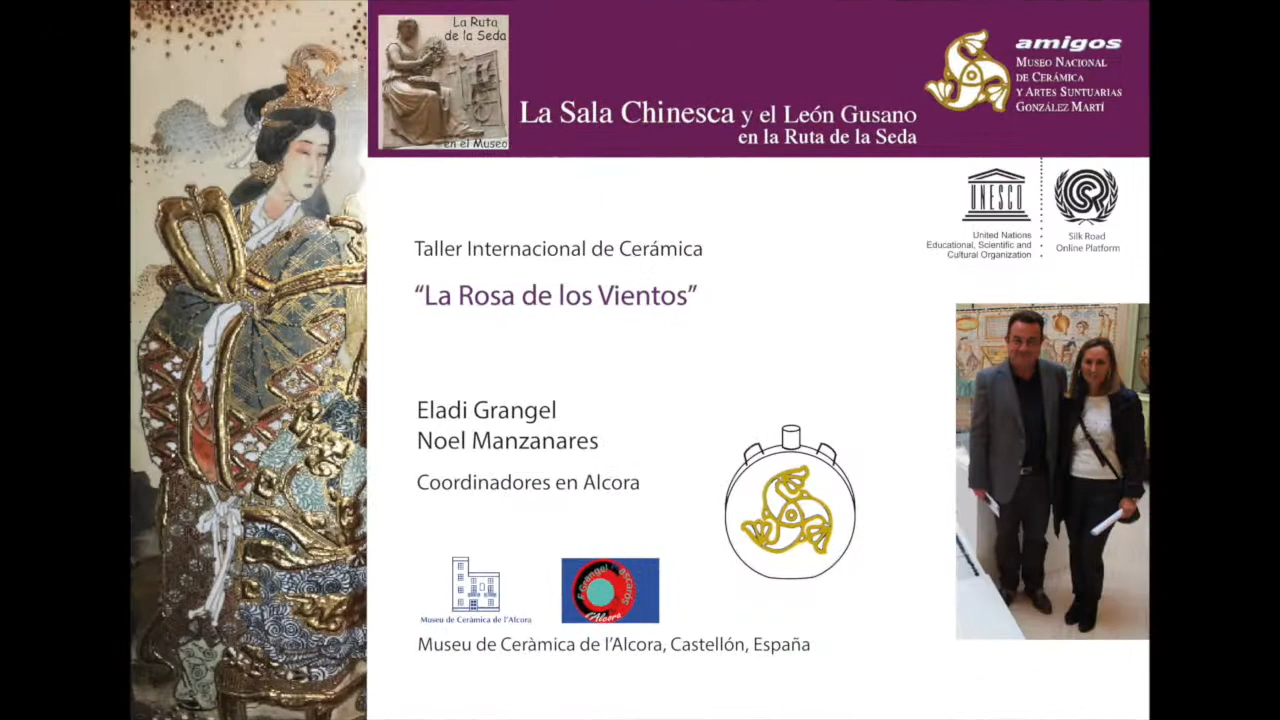 La Ruta
de la Seda
en el Museo
La Sala Chinesca y el León Gusano
en la Ruta de la Seda
amigos
MUSEO NACIONAL
DE CERÁMICA
Y ARTES SUNTUARIAS
GONZÁLEZ MARTÍ
UNESCO
United Nations
Educational, Scientific and
Cultural Organization
Silk Road
Online Platform
Taller Internacional de Cerámica
“La Rosa de los Vientos”
Eladi Grangel
Noel Manzanares
Coordinadores en Alcora
Museu de Ceràmica de l'Alcora
E.Grangel
l'Alcora
Museu de Ceràmica de l’Alcora, Castellón, España